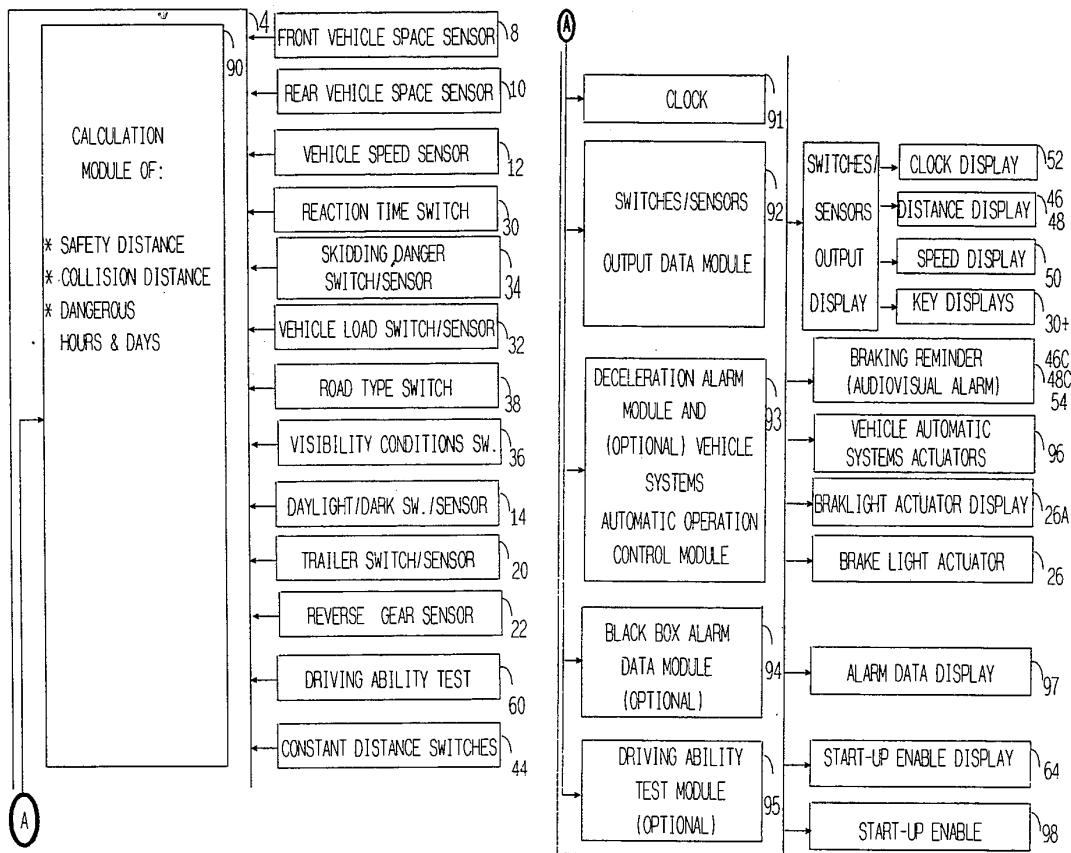 4
90
CALCULATION
MODULE OF:
* SAFETY DISTANCE
* COLLISION DISTANCE
* DANGEROUS
HOURS & DAYS
A
FRONT VEHICLE SPACE SENSOR
8
REAR VEHICLE SPACE SENSOR
10
VEHICLE SPEED SENSOR
12
REACTION TIME SWITCH
30
SKIDDING DANGER
SWITCH/SENSOR
34
VEHICLE LOAD SWITCH/SENSOR
32
ROAD TYPE SWITCH
38
VISIBILITY CONDITIONS SW.
36
DAYLIGHT/DARK SW./SENSOR
14
TRAILER SWITCH/SENSOR
20
REVERSE GEAR SENSOR
22
DRIVING ABILITY TEST
60
CONSTANT DISTANCE SWITCHES
44
A
CLOCK
91
SWITCHES/SENSORS
OUTPUT DATA MODULE
92
DECELERATION ALARM
MODULE AND
(OPTIONAL) VEHICLE
SYSTEMS
AUTOMATIC OPERATION
CONTROL MODULE
93
BLACK BOX ALARM
DATA MODULE
(OPTIONAL)
94
DRIVING ABILITY
TEST MODULE
(OPTIONAL)
95
SWITCHES/
SENSORS
OUTPUT
DISPLAY
CLOCK DISPLAY
52
DISTANCE DISPLAY
46
48
SPEED DISPLAY
50
KEY DISPLAYS
30+
BRAKING REMINDER
(AUDIOVISUAL ALARM)
46C
48C
54
VEHICLE AUTOMATIC
SYSTEMS ACTUATORS
96
BRAKLIGHT ACTUATOR DISPLAY
26A
BRAKE LIGHT ACTUATOR
26
ALARM DATA DISPLAY
97
START-UP ENABLE DISPLAY
64
START-UP ENABLE
98